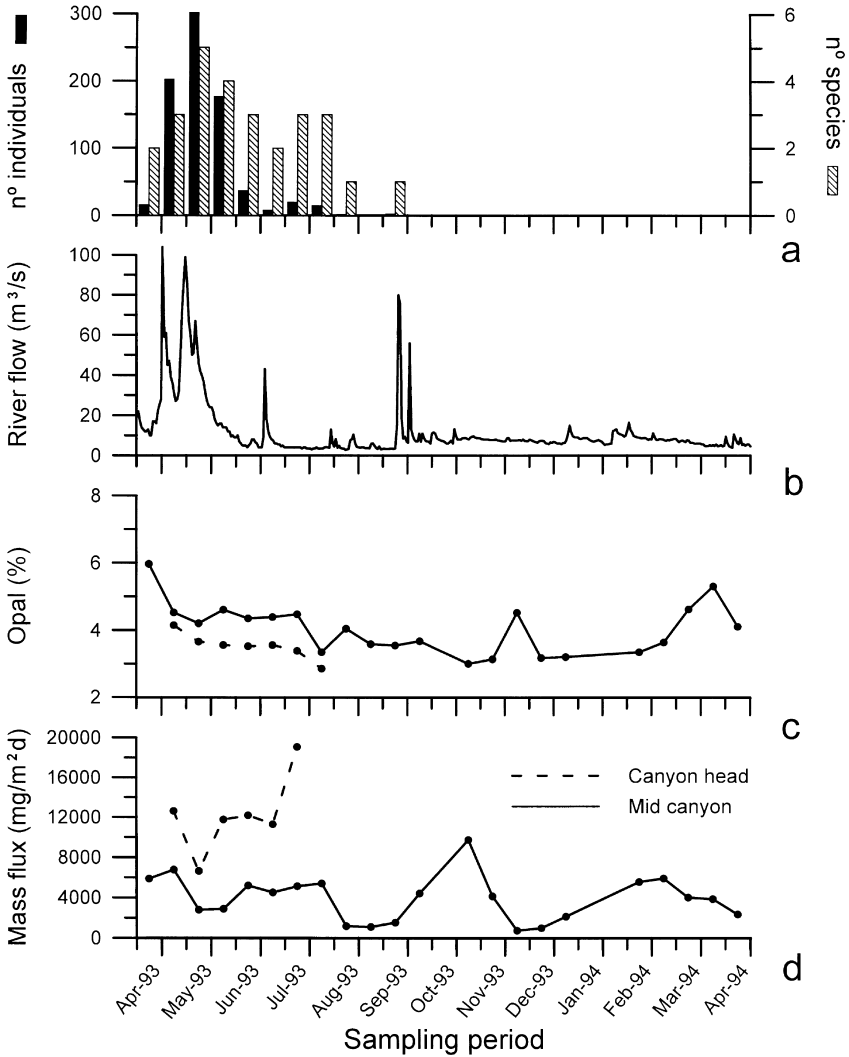 300
200
100
0
nº individuals
6
4
2
0
nº species
a
100
80
60
40
20
0
River flow (m³/s)
b
8
6
4
2
Opal (%)
c
20000
16000
12000
8000
4000
0
Mass flux (mg/m²d)
Canyon head
Mid canyon
d
Apr-93
May-93
Jun-93
Jul-93
Aug-93
Sep-93
Oct-93
Nov-93
Dec-93
Jan-94
Feb-94
Mar-94
Apr-94
Sampling period